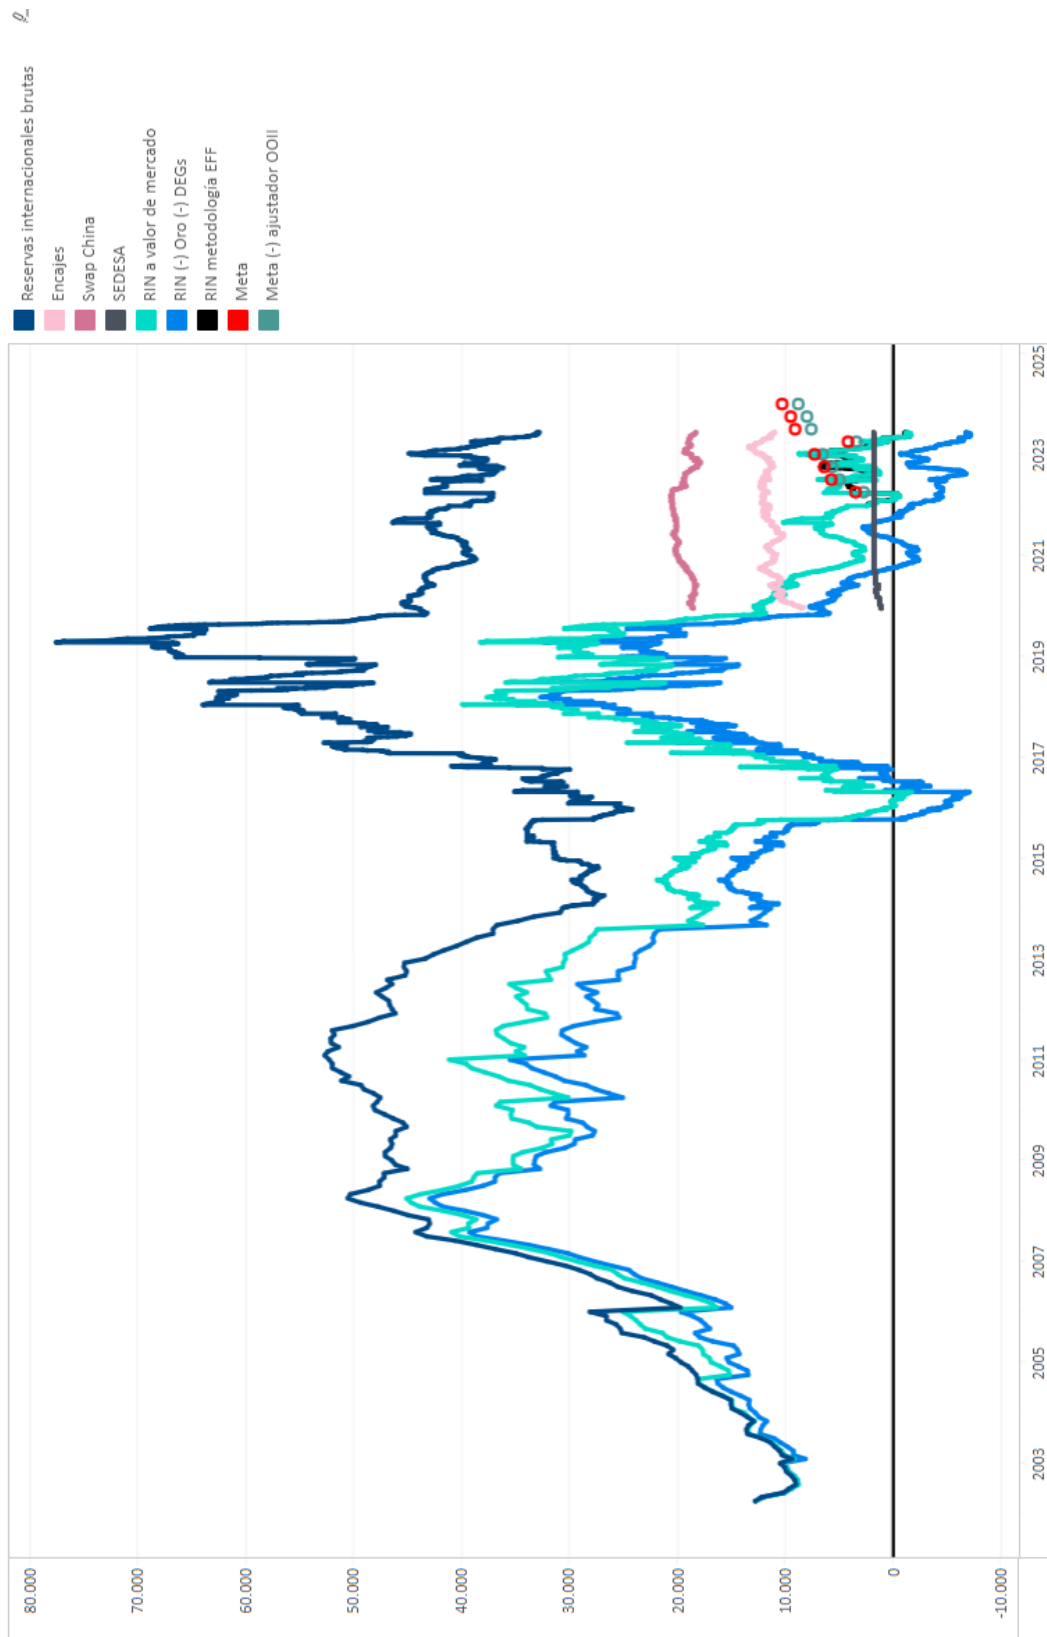 Reservas internacionales brutas
Encajes
Swap China
SEDESA
RIN a valor de mercado
RIN (-) Oro (-) DEGs
RIN metodología EFF
Meta
Meta (-) ajustador OOII
80.000
70.000
60.000
50.000
40.000
30.000
20.000
10.000
0
-10.000
2003
2005
2007
2009
2011
2013
2015
2017
2019
2021
2023
2025